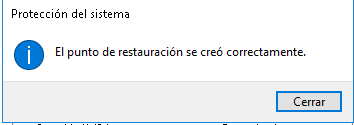 Protección del sistema
El punto de restauración se creó correctamente.
Cerrar